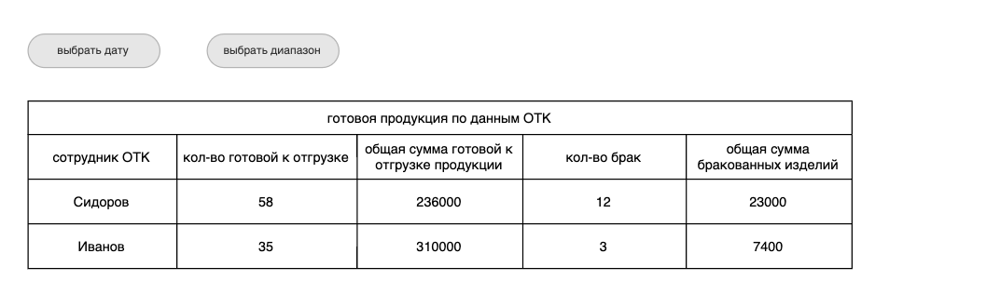 выбрать дату
выбрать диапазон
готовоя продукция по данным ОТК
сотрудник ОТК
кол-во готовой к отгрузке
общая сумма готовой к
отгрузке продукции
кол-во брак
общая сумма
бракованных изделий
Сидоров
58
236000
12
23000
Иванов
35
310000
3
7400